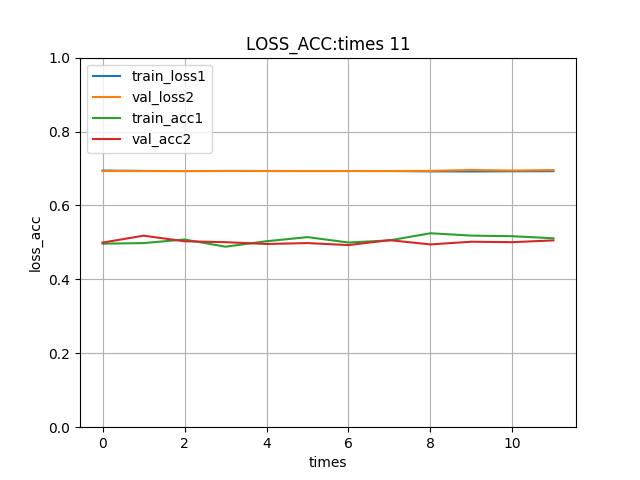 LOSS_ACC:times 11
1.0
0.8
0.6
0.4
0.2
0.0
loss_acc
train_loss1
val_loss2
train_acc1
val_acc2
0 2 4 6 8 10
times